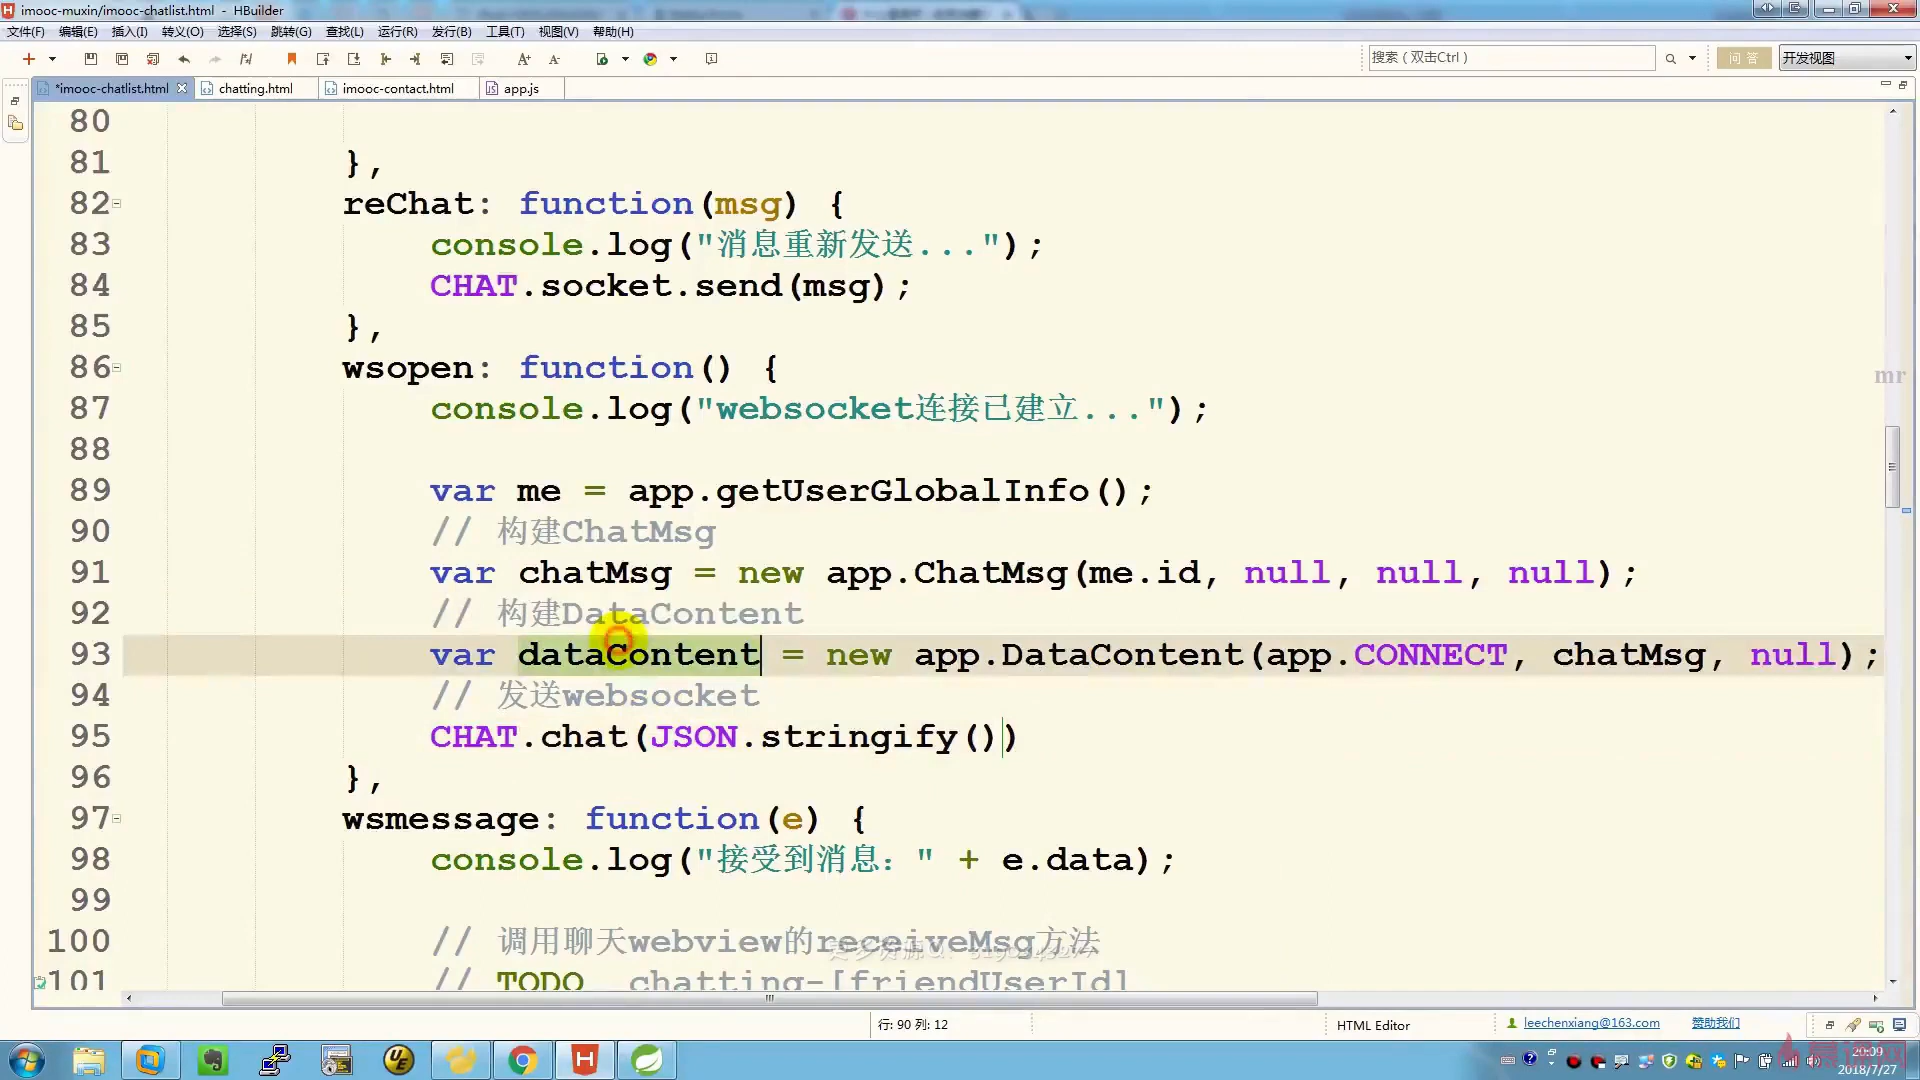 imooc-muxin/imooc-chatlist.html - HBuilder
文件(F) 编辑(E) 插入(I) 转义(O) 选择(S) 跳转(G) 查找(L) 运行(R) 发行(B) 工具(T) 视图(V) 帮助(H)
搜索（双击Ctrl）
问答
开发视图
*imooc-chatlist.html
chatting.html
imooc-contact.html
app.js
80
81 },
82 reChat: function(msg) {
83 console.log("消息重新发送...");
84 CHAT.socket.send(msg);
85 },
86 wsopen: function() {
87 console.log("websocket连接已建立...");
88
89 var me = app.getUserGlobalInfo();
90 // 构建ChatMsg
91 var chatMsg = new app.ChatMsg(me.id, null, null, null);
92 // 构建DataContent
93 var dataContent = new app.DataContent(app.CONNECT, chatMsg, null);
94 // 发送websocket
95 CHAT.chat(JSON.stringify())
96 },
97 wsmessage: function(e) {
98 console.log("接受到消息：" + e.data);
99
100 // 调用聊天webview的receiveMsg方法
101 // TODO chatting-[friendUserId]
mr
行: 90 列: 12
HTML Editor
leechenxiang@163.com
赞助我们
20:09
2018/7/27
慕课网